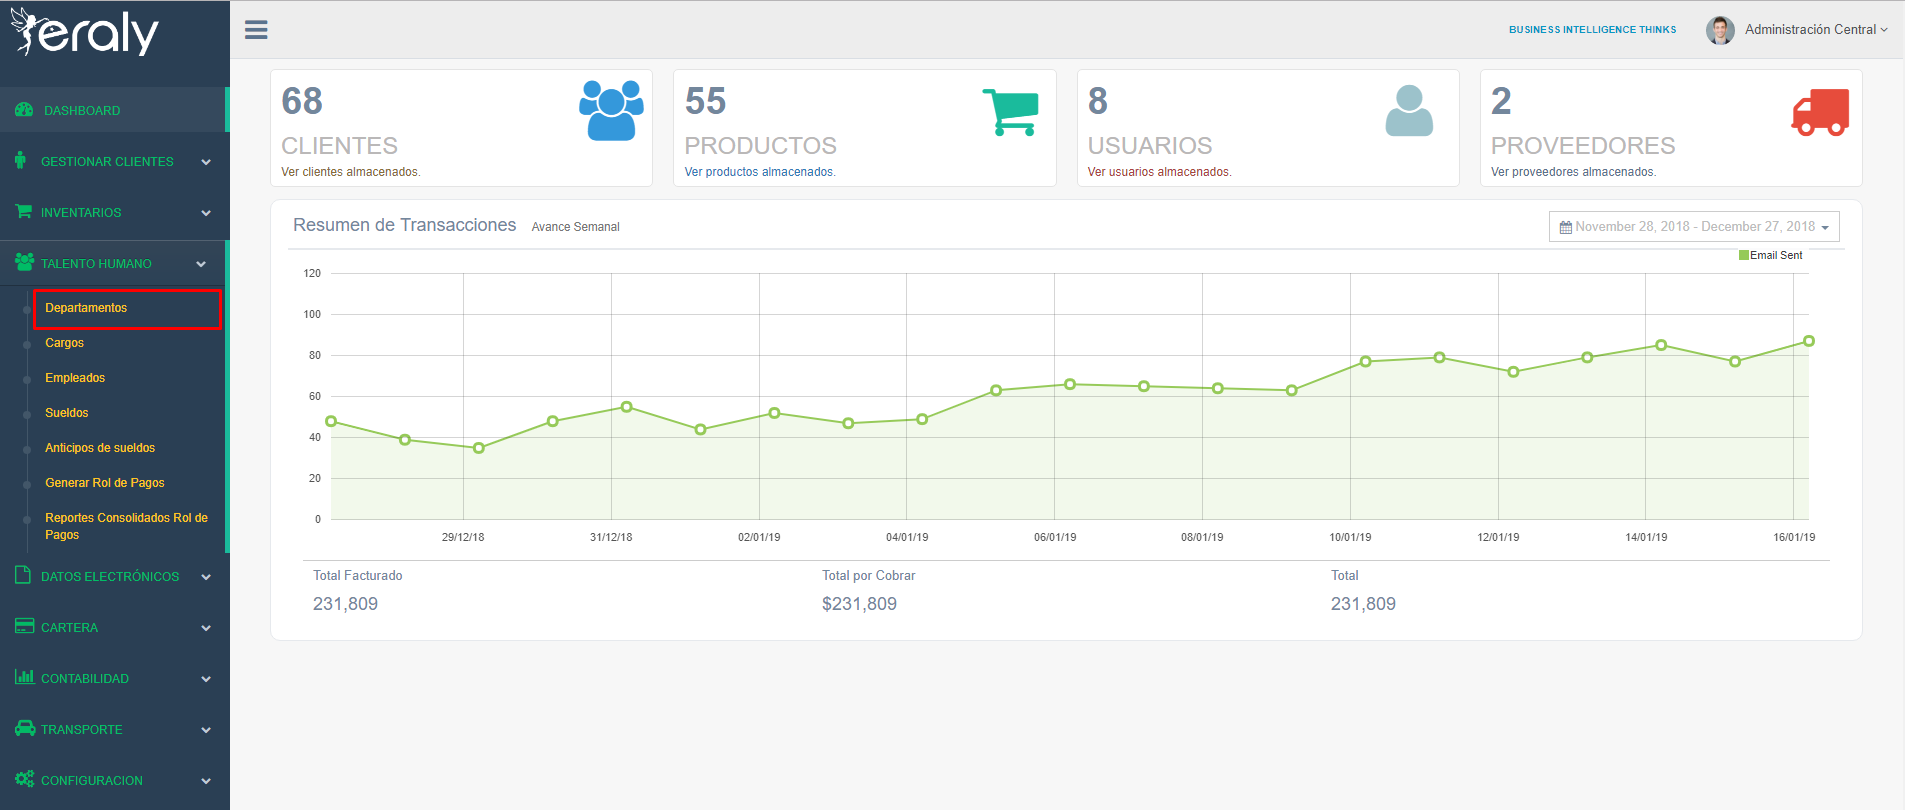 eraly
BUSINESS INTELLIGENCE THINKS
Administración Central
DASHBOARD
GESTIONAR CLIENTES
INVENTARIOS
TALENTO HUMANO
Departamentos
Cargos
Empleados
Sueldos
Anticipos de sueldos
Generar Rol de Pagos
Reportes Consolidados Rol de
Pagos
DATOS ELECTRÓNICOS
CARTERA
CONTABILIDAD
TRANSPORTE
CONFIGURACION
68
CLIENTES
Ver clientes almacenados.
55
PRODUCTOS
Ver productos almacenados.
8
USUARIOS
Ver usuarios almacenados.
2
PROVEEDORES
Ver proveedores almacenados.
Resumen de Transacciones Avance Semanal
November 28, 2018 - December 27, 2018
Email Sent
120
100
80
60
40
20
0
29/12/18 31/12/18 02/01/19 04/01/19 06/01/19 08/01/19 10/01/19 12/01/19 14/01/19 16/01/19
Total Facturado
231,809
Total por Cobrar
$231,809
Total
231,809